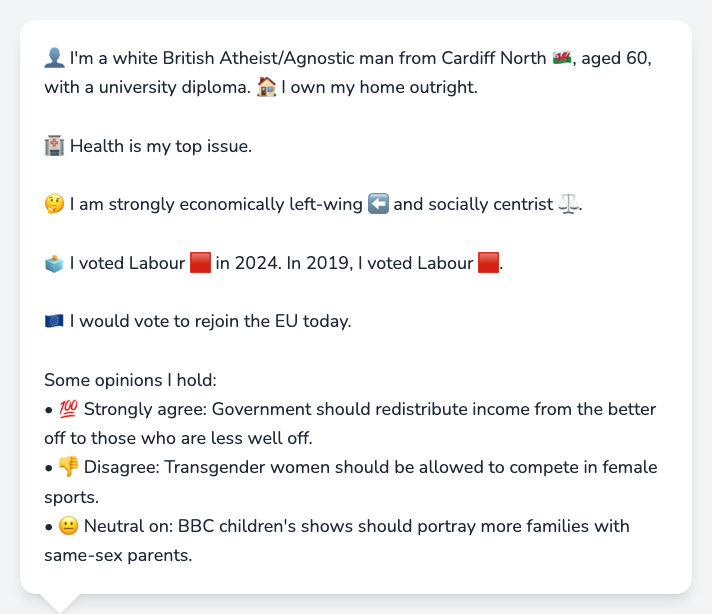 👤 I'm a white British Atheist/Agnostic man from Cardiff North 🏴󠁧󠁢󠁷󠁬󠁳󠁿, aged 60,
with a university diploma. 🏠 I own my home outright.
🏥 Health is my top issue.
🤔 I am strongly economically left-wing ⬅️ and socially centrist ⚖️.
🗳️ I voted Labour 🟥 in 2024. In 2019, I voted Labour 🟥.
🇪🇺 I would vote to rejoin the EU today.
Some opinions I hold:
• 💯 Strongly agree: Government should redistribute income from the better
off to those who are less well off.
• 👎 Disagree: Transgender women should be allowed to compete in female
sports.
• 😐 Neutral on: BBC children's shows should portray more families with
same-sex parents.